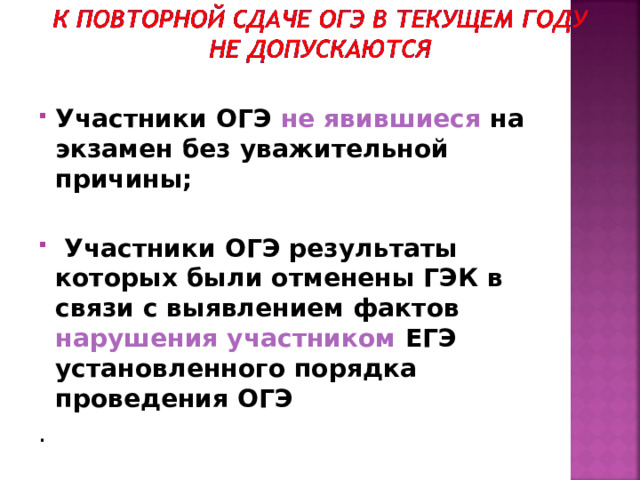 К ПОВТОРНОЙ СДАЧЕ ОГЭ В ТЕКУЩЕМ ГОДУ
НЕ ДОПУСКАЮТСЯ
Участники ОГЭ не явившиеся на
экзамен без уважительной
причины;
Участники ОГЭ результаты
которых были отменены ГЭК в
связи с выявлением фактов
нарушения участником ЕГЭ
установленного порядка
проведения ОГЭ
.